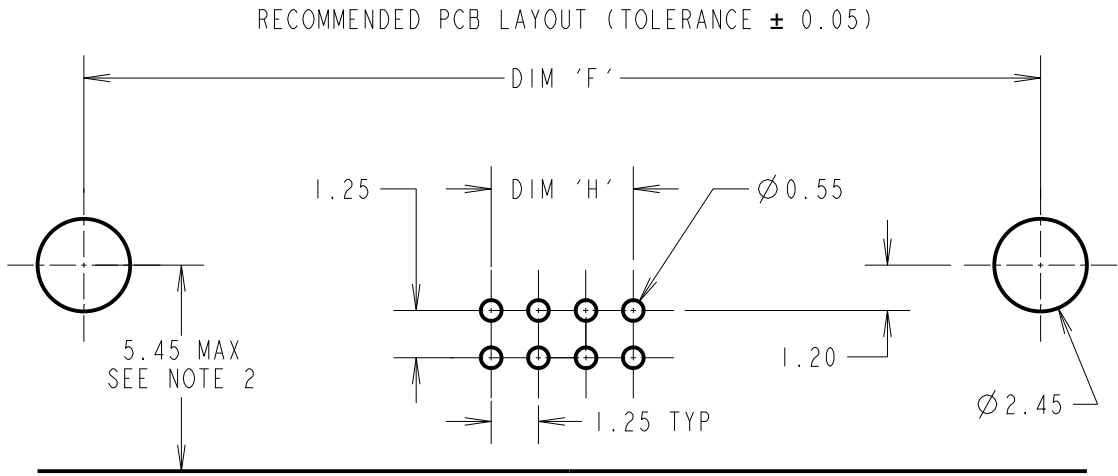 RECOMMENDED PCB LAYOUT (TOLERANCE ± 0.05)
DIM 'F'
1.25
DIM 'H'
Ø0.55
5.45 MAX
SEE NOTE 2
1.20
Ø2.45
1.25 TYP